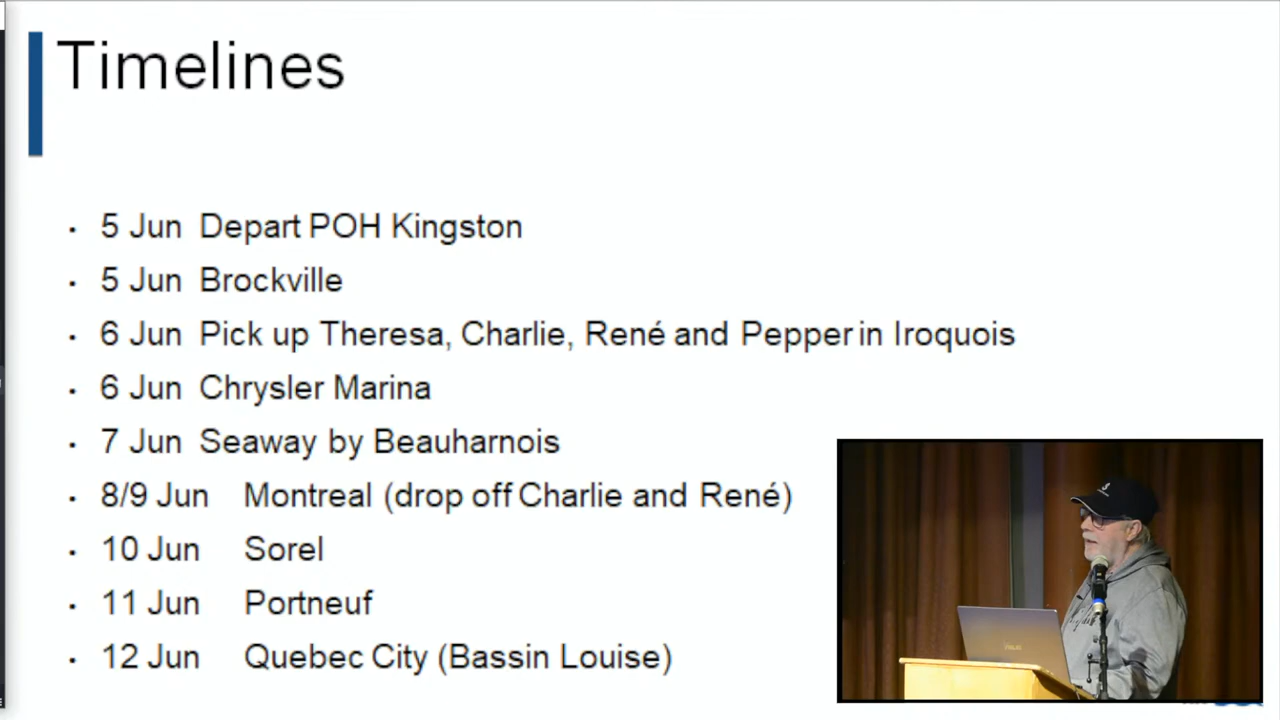 Timelines
• 5 Jun Depart POH Kingston
• 5 Jun Brockville
• 6 Jun Pick up Theresa, Charlie, René and Pepper in Iroquois
• 6 Jun Chrysler Marina
• 7 Jun Seaway by Beauharnois
• 8/9 Jun Montreal (drop off Charlie and René)
• 10 Jun Sorel
• 11 Jun Portneuf
• 12 Jun Quebec City (Bassin Louise)